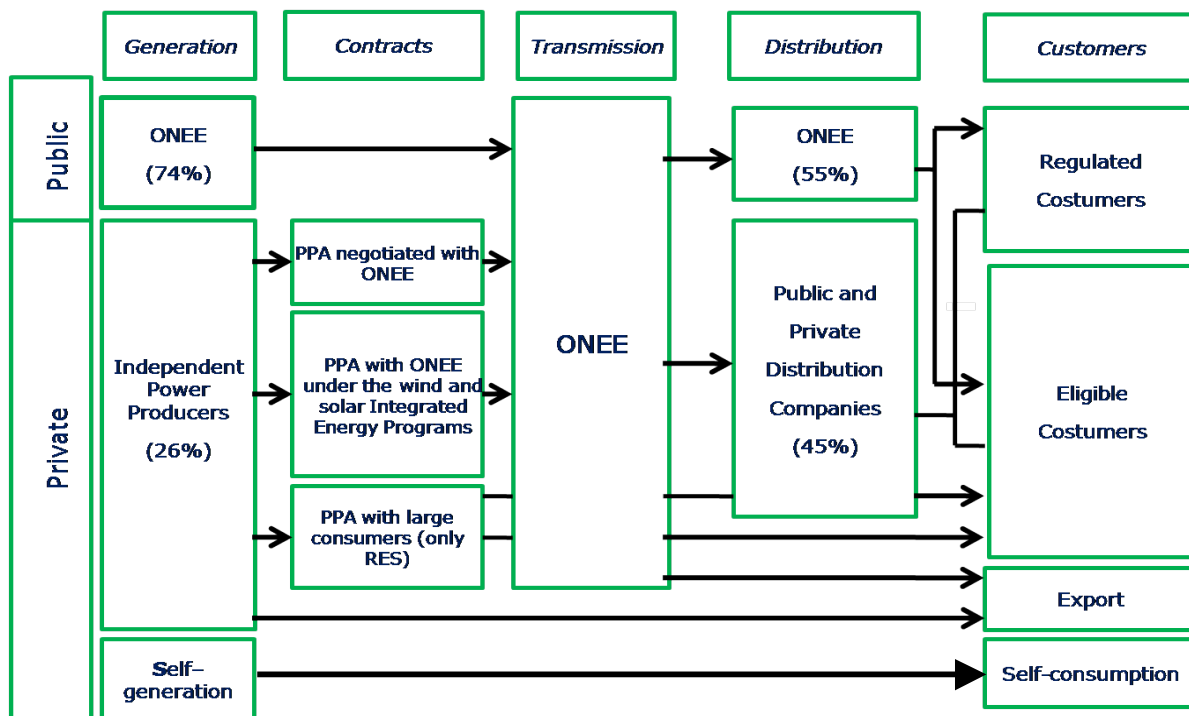 Generation
Contracts
Transmission
Distribution
Customers
Public
ONEE
(74%)
ONEE
(55%)
Regulated
Costumers
Private
Independent
Power
Producers
(26%)
PPA negotiated with
ONEE
PPA with ONEE
under the wind and
solar Integrated
Energy Programs
PPA with large
consumers (only
RES)
ONEE
Public and
Private
Distribution
Companies
(45%)
Eligible
Costumers
Export
Self-
generation
Self-consumption